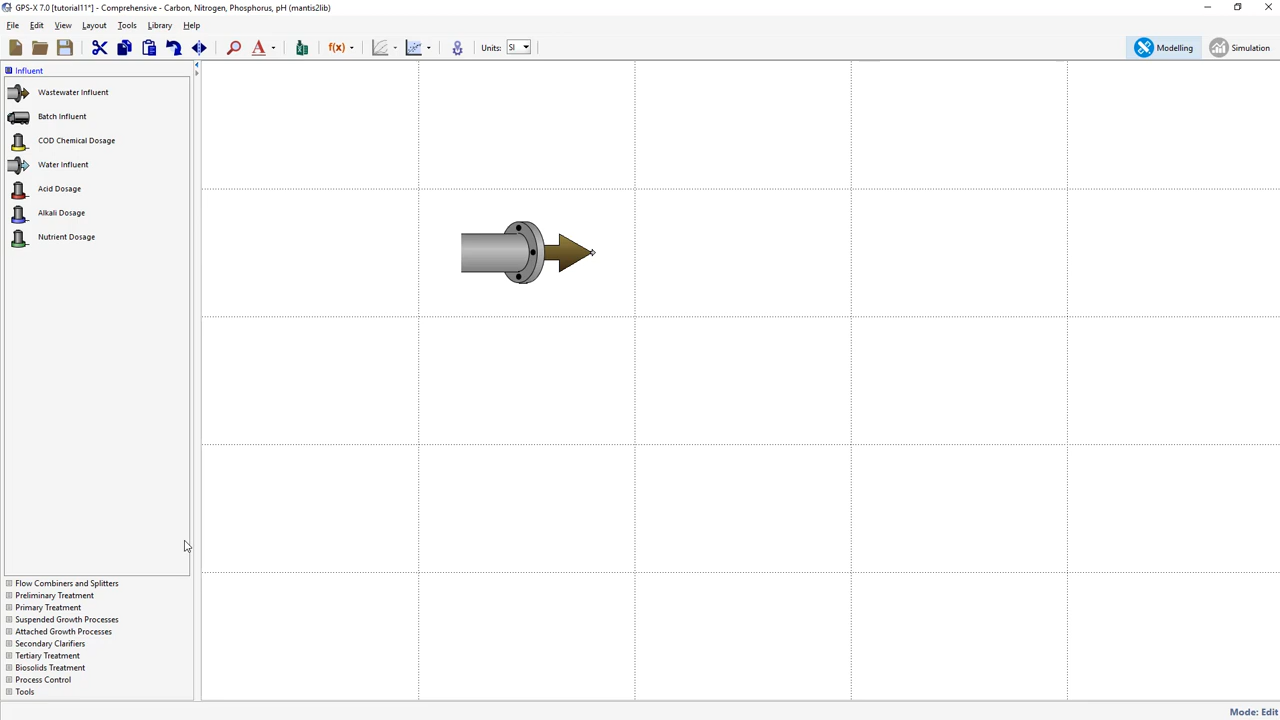 GPS-X 7.0 [tutorial11*] - Comprehensive - Carbon, Nitrogen, Phosphorus, pH (mantis2lib)
File Edit View Layout Tools Library Help
A f(x) Units: SI Modelling Simulation
Influent
Wastewater Influent
Batch Influent
COD Chemical Dosage
Water Influent
Acid Dosage
Alkali Dosage
Nutrient Dosage
Flow Combiners and Splitters
Preliminary Treatment
Primary Treatment
Suspended Growth Processes
Attached Growth Processes
Secondary Clarifiers
Tertiary Treatment
Biosolids Treatment
Process Control
Tools
Mode: Edit